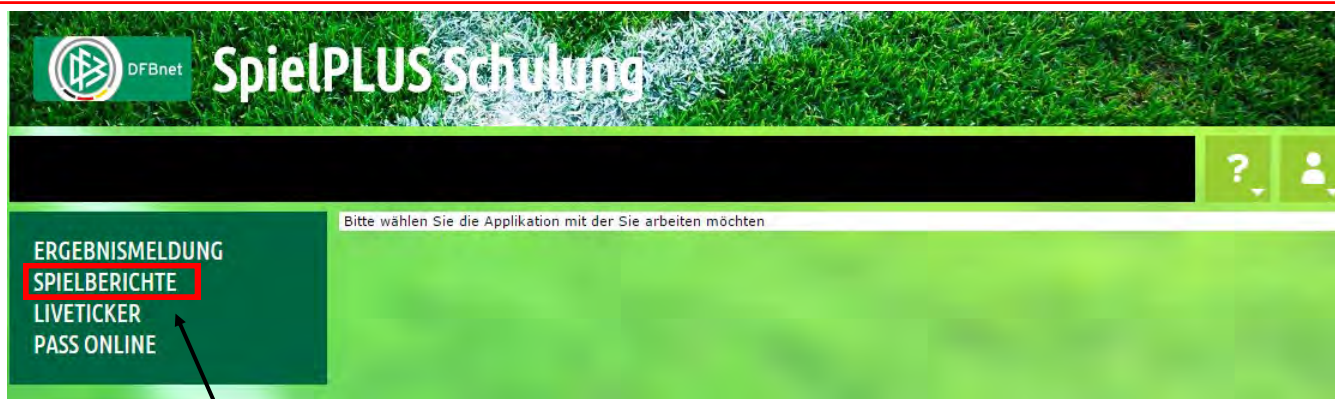 DFBnet
SpielPLUS Schulung
?
Bitte wählen Sie die Applikation mit der Sie arbeiten möchten
ERGEBNISMELDUNG
SPIELBERICHTE
LIVETICKER
PASS ONLINE